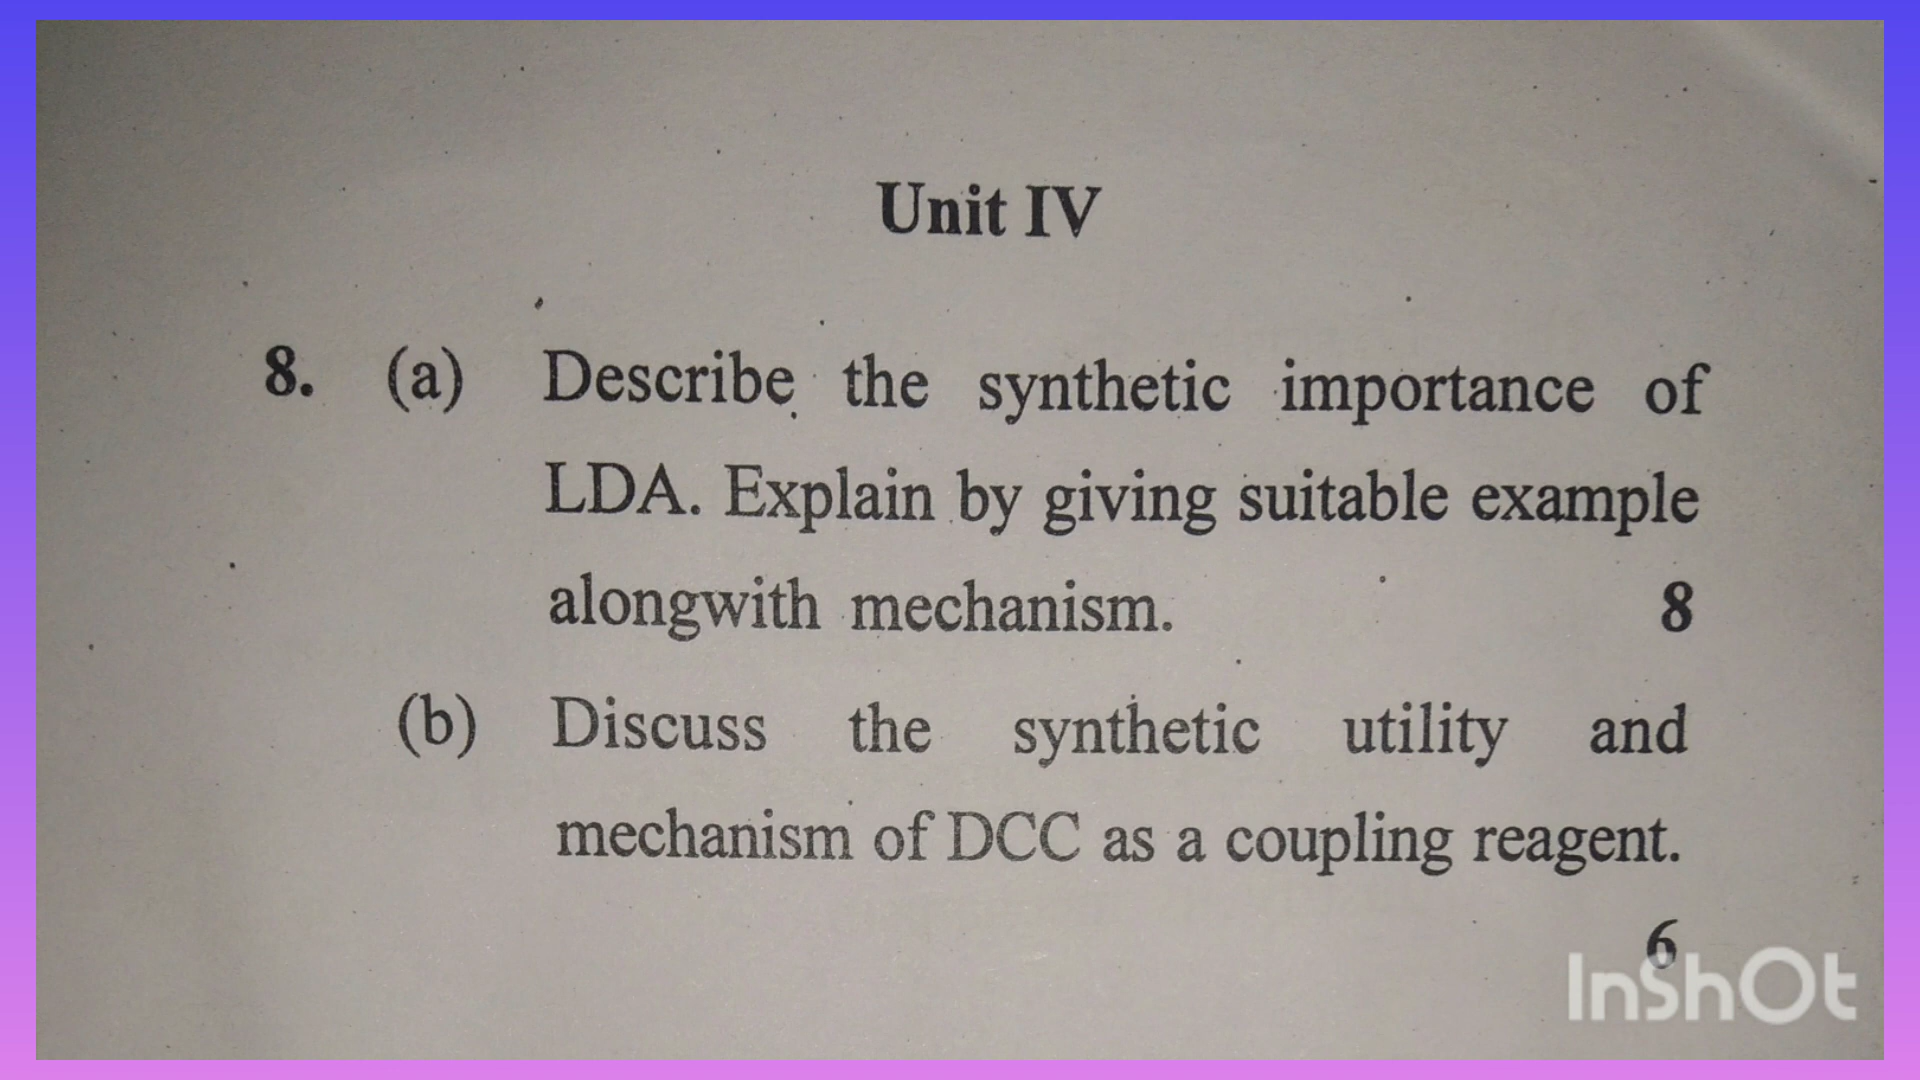 Unit IV
8. (a) Describe the synthetic importance of
LDA. Explain by giving suitable example
alongwith mechanism. 8
(b) Discuss the synthetic utility and
mechanism of DCC as a coupling reagent.
6
InShOt